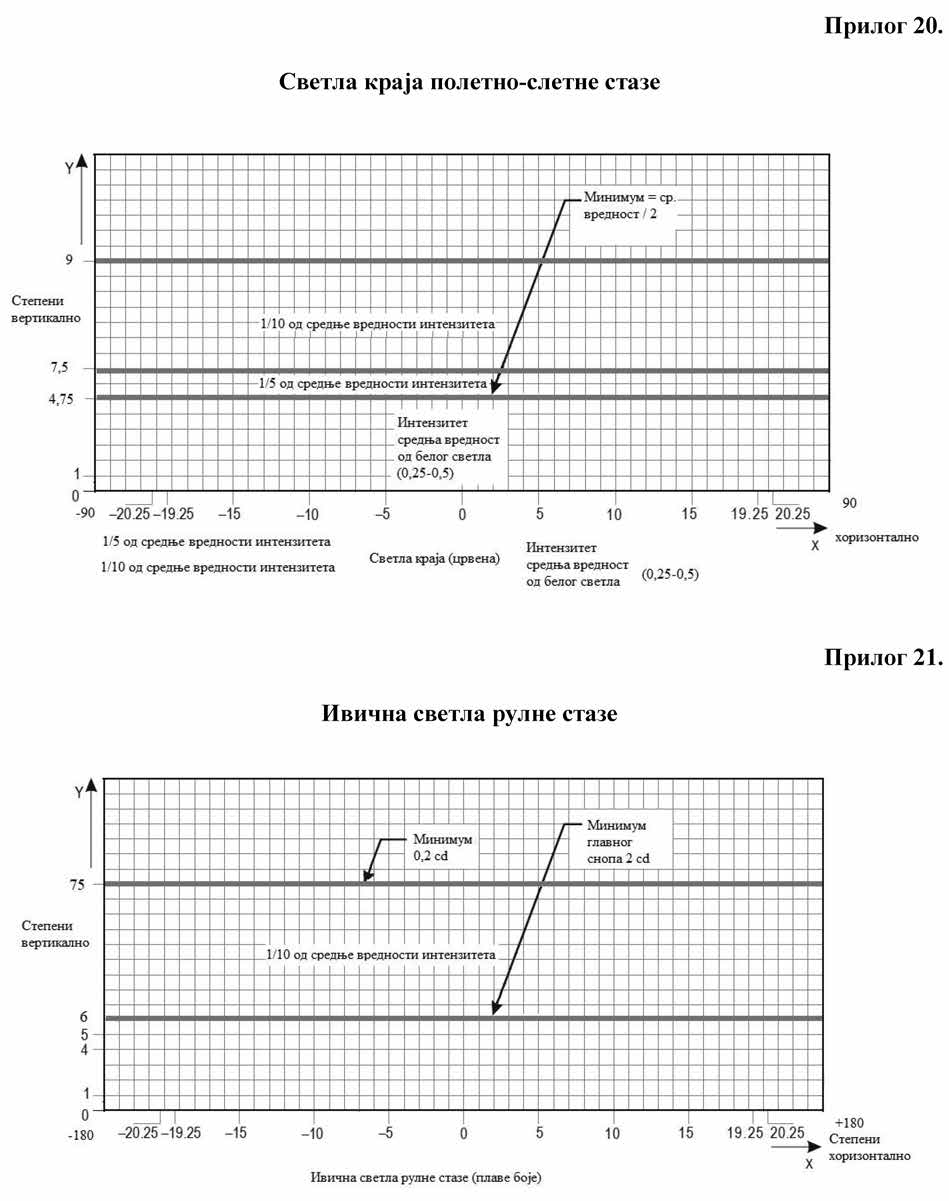 Прилог 20.
Светла краја полетно-слетне стазе
Y
Минимум = ср.
вредност / 2
9
Степени
вертикално
1/10 од средње вредности интензитета
7,5
1/5 од средње вредности интензитета
4,75
Интензитет
средња вредност
од белог светла
(0,25-0,5)
1
0
-90 –20.25 –19.25 –15 –10 –5 0 5 10 15 19.25 20.25 90
X хоризонтално
1/5 од средње вредности интензитета
1/10 од средње вредности интензитета
Светла краја (црвена)
Интензитет
средња вредност
од белог светла (0,25-0,5)
Прилог 21.
Ивична светла рулне стазе
Y
Минимум
0,2 cd
Минимум
главног
снопа 2 cd
75
Степени
вертикално
1/10 од средње вредности интензитета
6
5
4
1
0
-180 –20.25 –19.25 –15 –10 –5 0 5 10 15 19.25 20.25 +180
X Степени
хоризонтално
Ивична светла рулне стазе (плаве боје)